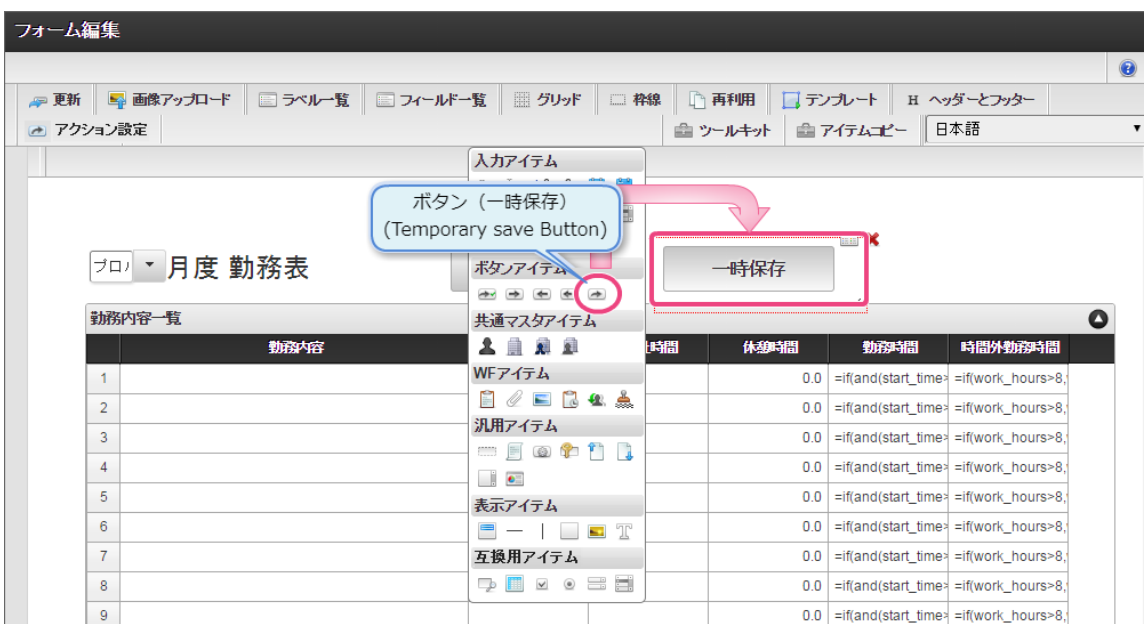 フォーム編集
更新 画像アップロード ラベル一覧 フィールド一覧 グリッド 枠線 再利用 テンプレート H ヘッダーとフッター
アクション設定 ツールキット アイテムコピー 日本語
入力アイテム
ボタン（一時保存）
(Temporary save Button)
月度 勤務表
ボタンアイテム
一時保存
勤務内容一覧
共通マスタアイテム
勤務内容 時間 休憩時間 勤務時間 時間外勤務時間
WFアイテム
汎用アイテム
表示アイテム
互換用アイテム
1 0.0 =if(and(start_time> =if(work_hours>8,
2 0.0 =if(and(start_time> =if(work_hours>8,
3 0.0 =if(and(start_time> =if(work_hours>8,
4 0.0 =if(and(start_time> =if(work_hours>8,
5 0.0 =if(and(start_time> =if(work_hours>8,
6 0.0 =if(and(start_time> =if(work_hours>8,
7 0.0 =if(and(start_time> =if(work_hours>8,
8 0.0 =if(and(start_time> =if(work_hours>8,
9 0.0 =if(and(start_time> =if(work_hours>8,